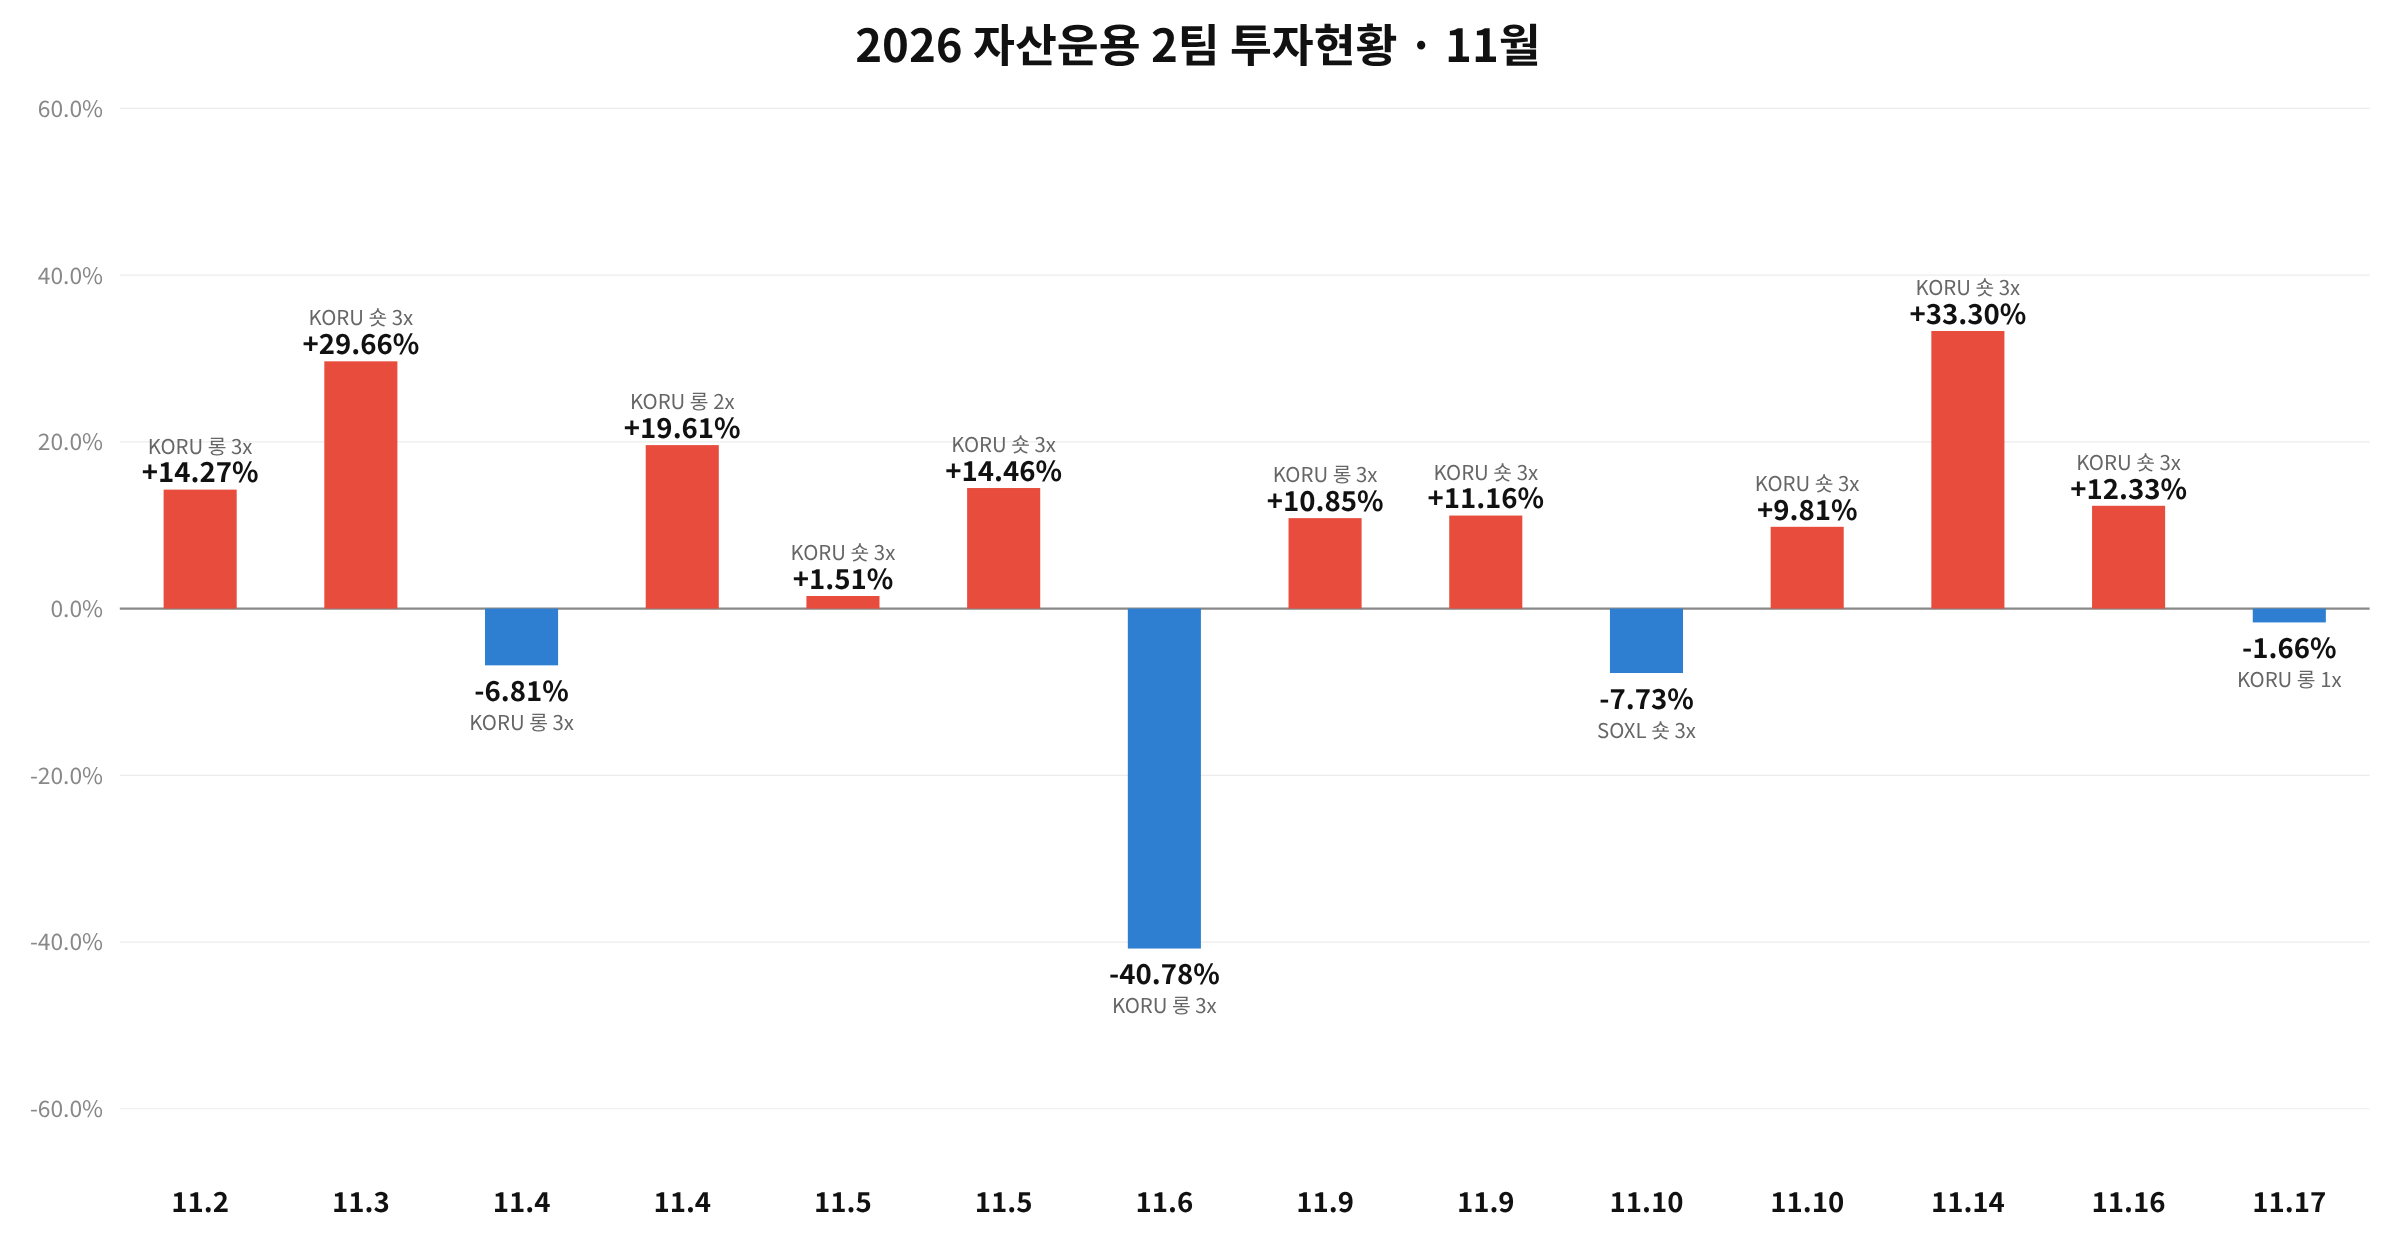 2026 자산운용 2팀 투자현황 · 11월
60.0%
40.0%
20.0%
0.0%
-20.0%
-40.0%
-60.0%
KORU 롱 3x
+14.27%
KORU 숏 3x
+29.66%
-6.81%
KORU 롱 3x
KORU 롱 2x
+19.61%
KORU 숏 3x
+1.51%
KORU 숏 3x
+14.46%
-40.78%
KORU 롱 3x
KORU 롱 3x
+10.85%
KORU 숏 3x
+11.16%
-7.73%
SOXL 숏 3x
KORU 숏 3x
+9.81%
KORU 숏 3x
+33.30%
KORU 숏 3x
+12.33%
-1.66%
KORU 롱 1x
11.2 11.3 11.4 11.4 11.5 11.5 11.6 11.9 11.9 11.10 11.10 11.14 11.16 11.17